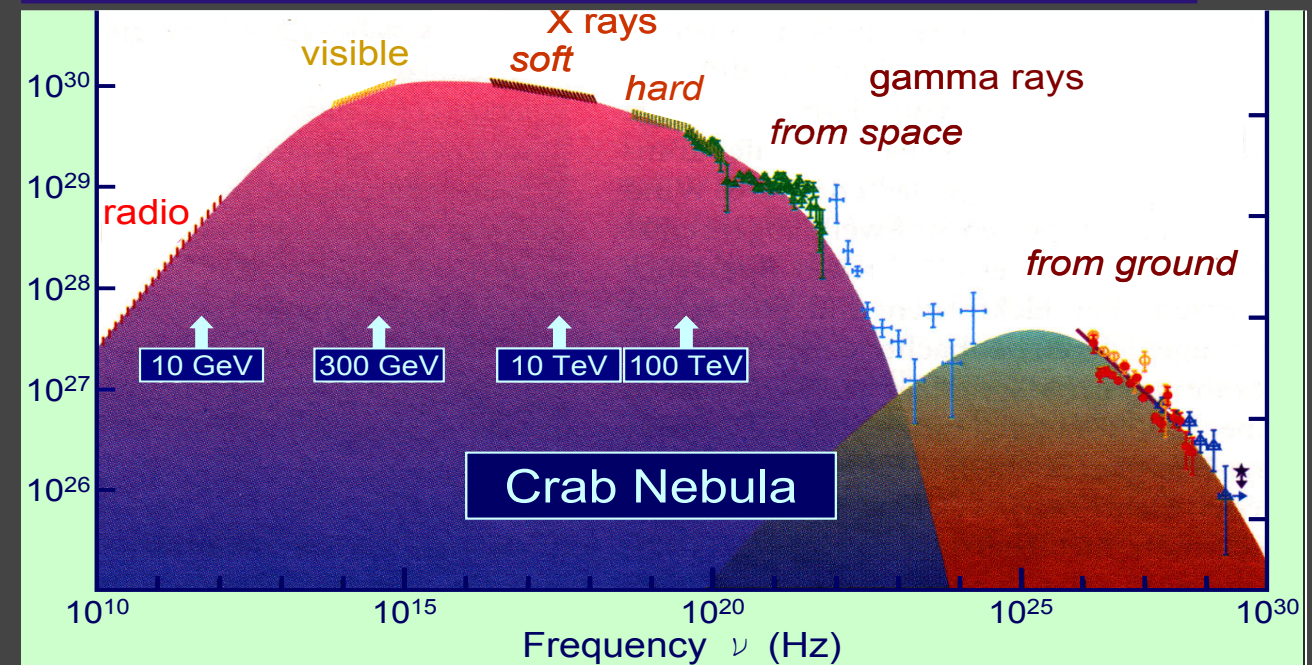 X rays
visible
soft
hard
gamma rays
from space
from ground
radio
10³⁰
10²⁹
10²⁸
10²⁷
10²⁶
10 GeV
300 GeV
10 TeV
100 TeV
Crab Nebula
10¹⁰
10¹⁵
10²⁰
10²⁵
10³⁰
Frequency ν (Hz)